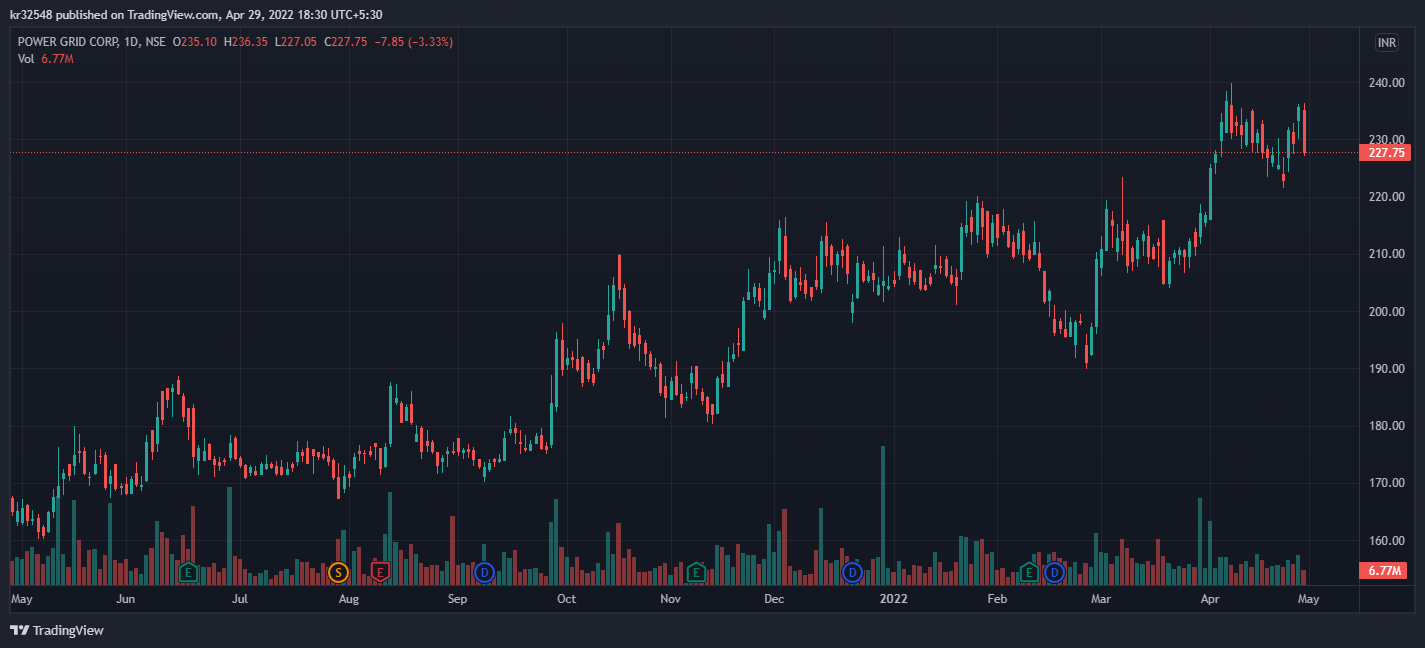 kr32548 published on TradingView.com, Apr 29, 2022 18:30 UTC+5:30
POWER GRID CORP, 1D, NSE O235.10 H236.35 L227.05 C227.75 −7.85 (−3.33%)
INR
Vol 6.77M
240.00
230.00
227.75
220.00
210.00
200.00
190.00
180.00
170.00
160.00
E S E D E D E D
6.77M
May Jun Jul Aug Sep Oct Nov Dec 2022 Feb Mar Apr May
TradingView